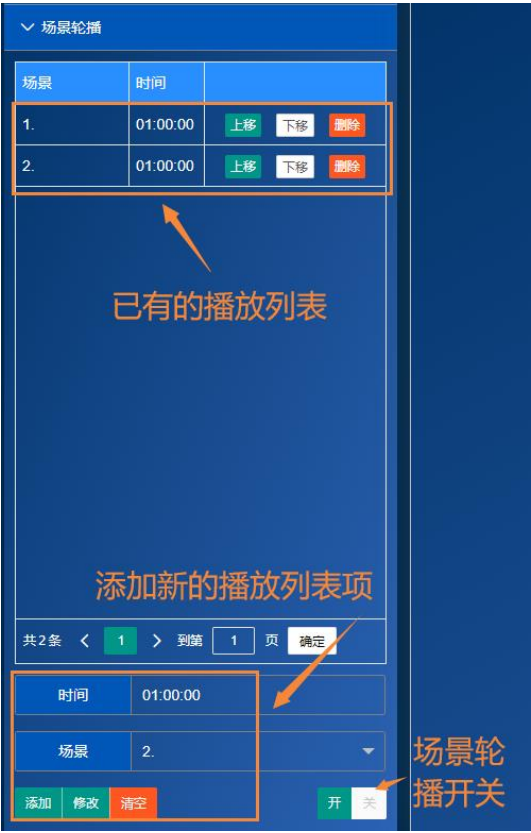 场景轮播
场景 时间
1. 01:00:00 上移 下移 删除
2. 01:00:00 上移 下移 删除
已有的播放列表
添加新的播放列表项
共2条 1 到第 1 页 确定
时间 01:00:00
场景 2.
场景轮
播开关
添加 修改 清空 开 关